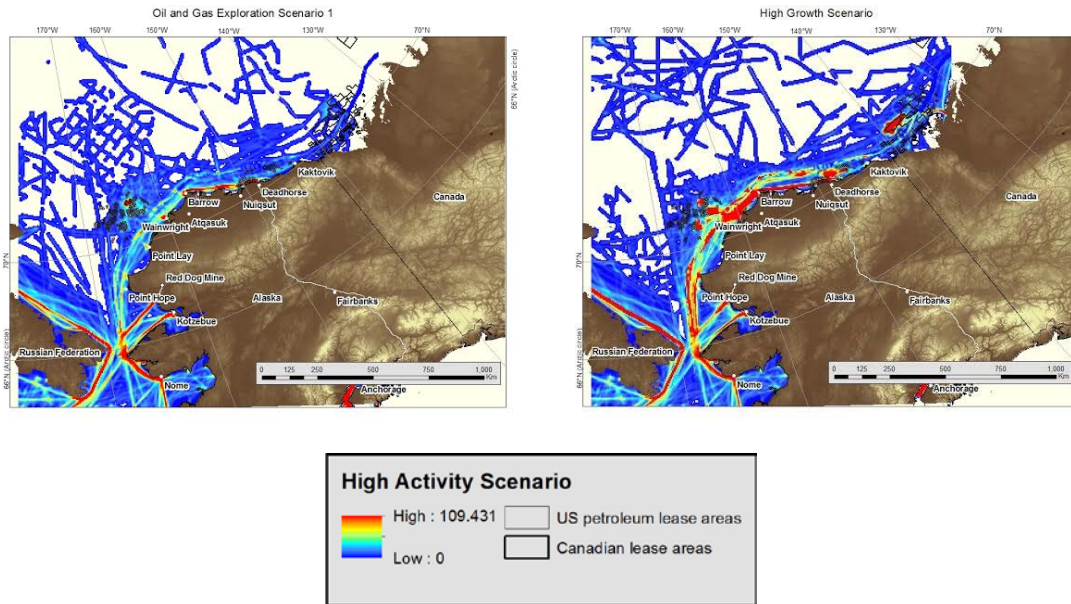 Oil and Gas Exploration Scenario 1
170°W 160°W 150°W 140°W 130°W 70°N
66°N (Arctic circle)
Kaktovik
Deadhorse
Barrow
Nuiqsut
Canada
Atqasuk
Wainwright
Point Lay
70°N
Red Dog Mine
Point Hope
Alaska
Fairbanks
Kotzebue
Russian Federation
66°N (Arctic circle)
0 125 250 500 750 1,000
Km
Nome
Anchorage
High Growth Scenario
170°W 160°W 150°W 140°W 130°W 70°N
Kaktovik
Deadhorse
Barrow
Nuiqsut
Canada
Atqasuk
Wainwright
Point Lay
70°N
Red Dog Mine
Point Hope
Alaska
Fairbanks
Kotzebue
Russian Federation
66°N (Arctic circle)
0 125 250 500 750 1,000
Km
Nome
Anchorage
High Activity Scenario
High : 109.431
Low : 0
US petroleum lease areas
Canadian lease areas